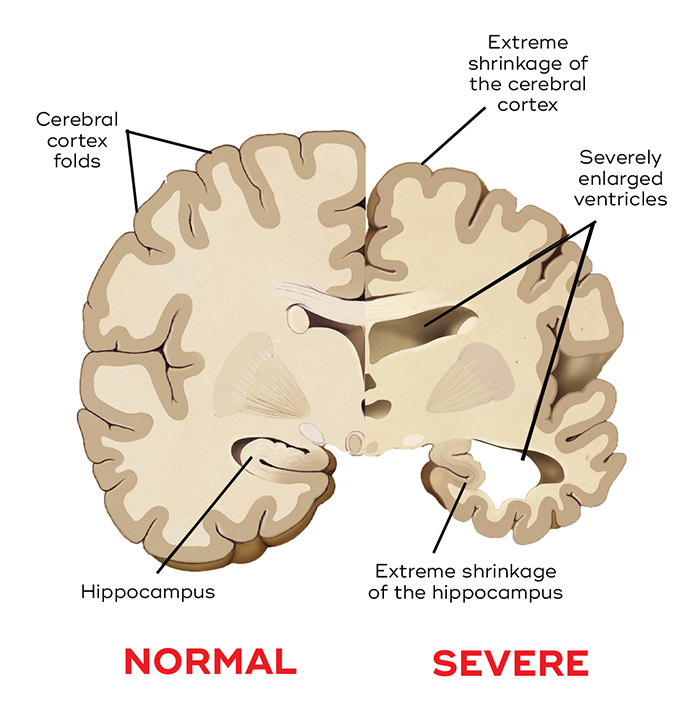 Extreme
shrinkage of
the cerebral
cortex
Cerebral
cortex
folds
Severely
enlarged
ventricles
Hippocampus
Extreme shrinkage
of the hippocampus
NORMAL
SEVERE